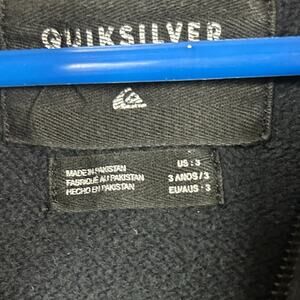 QUIKSILVER
MADE IN PAKISTAN
FABRIQUÉ AU PAKISTAN
HECHO EN PAKISTAN
US : 3
3 ANOS / 3
EU/AUS : 3